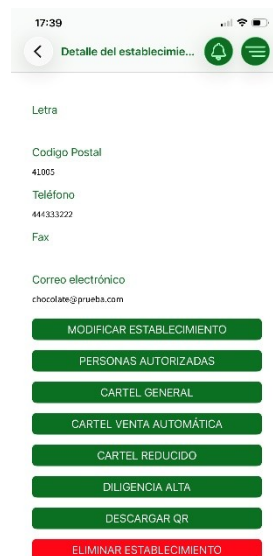 17:39
Detalle del establecimie...
Letra
Codigo Postal
41005
Teléfono
444333222
Fax
Correo electrónico
chocolate@prueba.com
MODIFICAR ESTABLECIMIENTO
PERSONAS AUTORIZADAS
CARTEL GENERAL
CARTEL VENTA AUTOMÁTICA
CARTEL REDUCIDO
DILIGENCIA ALTA
DESCARGAR QR
ELIMINAR ESTABLECIMIENTO